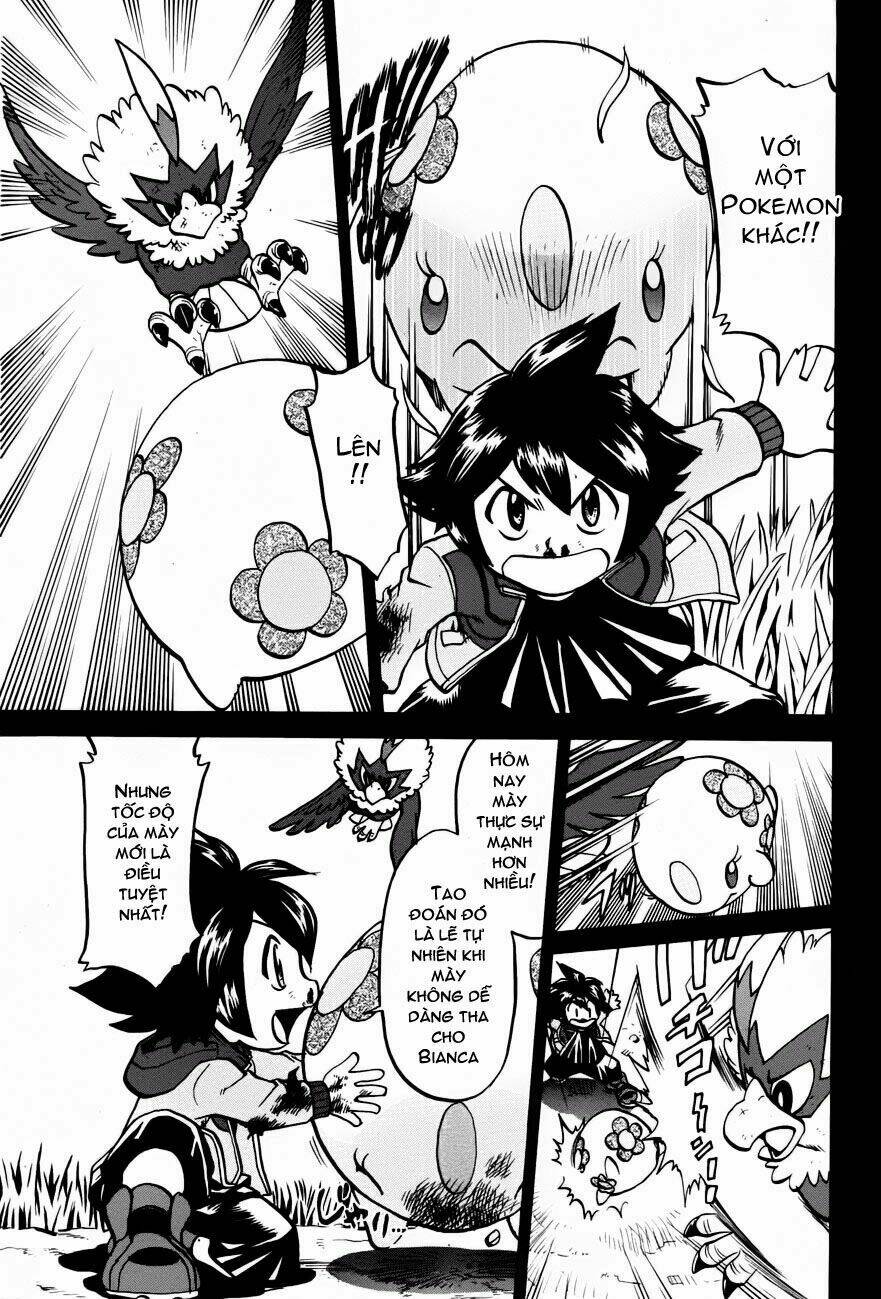 VỚI
MỘT
POKEMON
KHÁC!!
LÊN
!!
HÔM
NAY MÀY
THỰC SỰ
MẠNH HƠN
NHIỀU!
TAO
ĐOÁN ĐÓ
LÀ LẼ TỰ
NHIÊN KHI
MÀY
KHÔNG DỄ
DÀNG THA
CHO
BIANCA
NHƯNG
TỐC ĐỘ
CỦA MÀY
MỚI LÀ
ĐIỀU
TUYỆT
NHẤT!